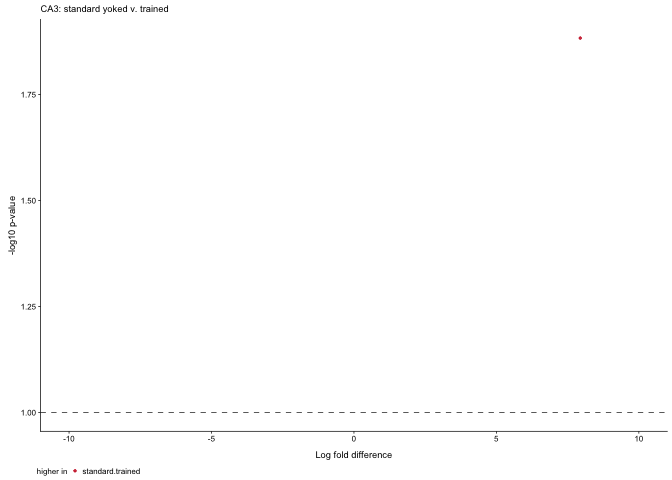 CA3: standard yoked v. trained
-log10 p-value
1.75
1.50
1.25
1.00
-10 -5 0 5 10
Log fold difference
higher in standard.trained